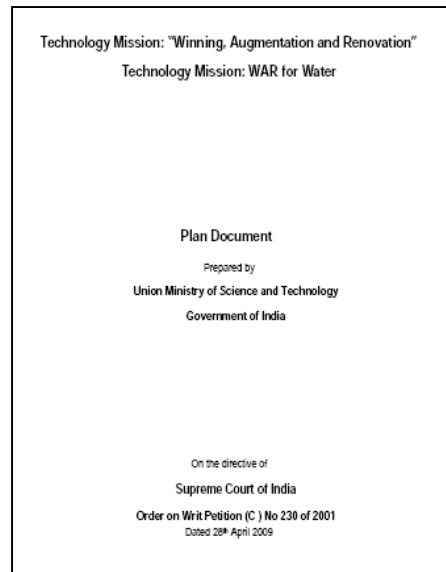 Technology Mission: "Winning, Augmentation and Renovation"
Technology Mission: WAR for Water
Plan Document
Prepared by
Union Ministry of Science and Technology
Government of India
On the directive of
Supreme Court of India
Order on Writ Petition (C ) No 230 of 2001
Dated 28th April 2009